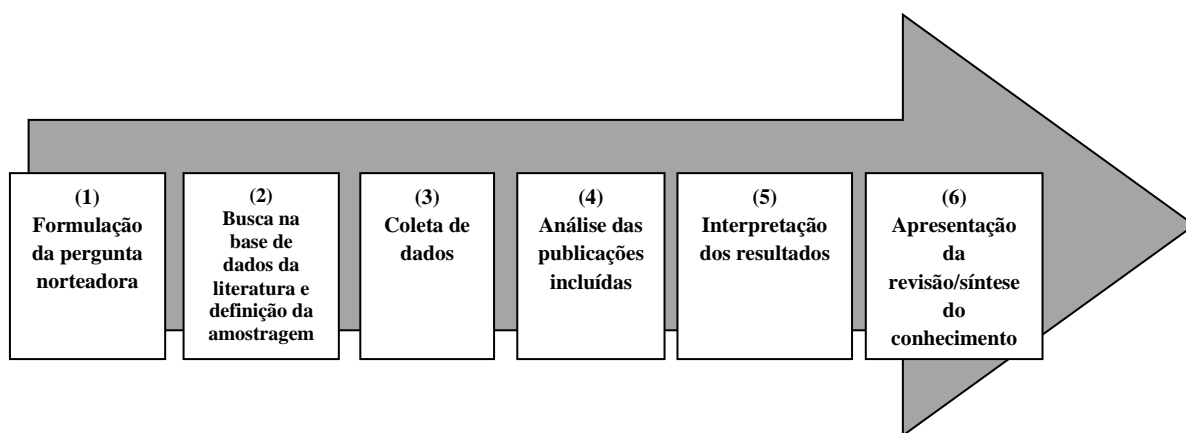 (1)
Formulação
da pergunta
norteadora
(2)
Busca na
base de
dados da
literatura e
definição da
amostragem
(3)
Coleta de
dados
(4)
Análise das
publicações
incluídas
(5)
Interpretação
dos resultados
(6)
Apresentação
da
revisão/síntese
do
conhecimento